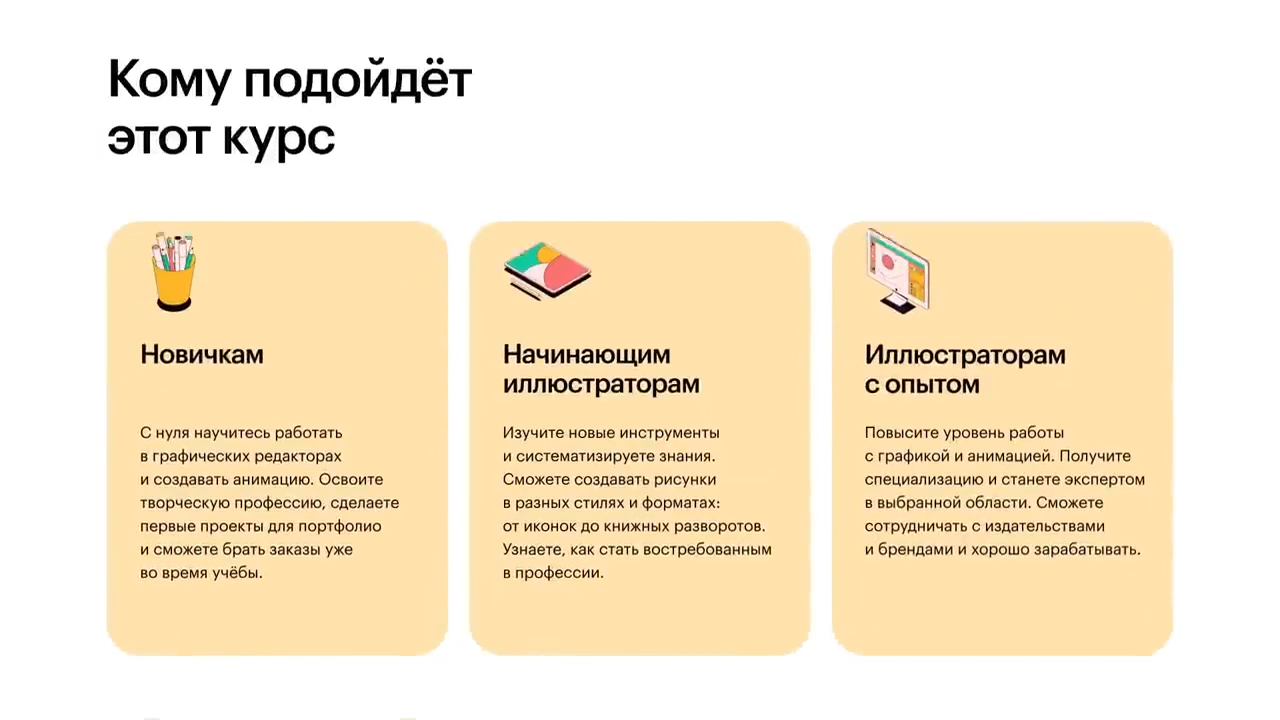 Кому подойдёт
этот курс
Новичкам
С нуля научитесь работать
в графических редакторах
и создавать анимацию. Освоите
творческую профессию, сделаете
первые проекты для портфолио
и сможете брать заказы уже
во время учёбы.
Начинающим
иллюстраторам
Изучите новые инструменты
и систематизируете знания.
Сможете создавать рисунки
в разных стилях и форматах:
от иконок до книжных разворотов.
Узнаете, как стать востребованным
в профессии.
Иллюстраторам
с опытом
Повысите уровень работы
с графикой и анимацией. Получите
специализацию и станете экспертом
в выбранной области. Сможете
сотрудничать с издательствами
и брендами и хорошо зарабатывать.